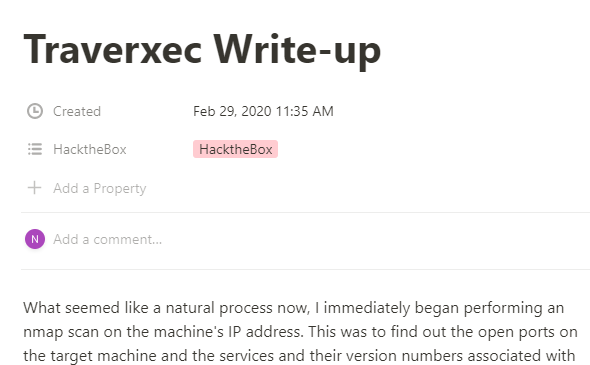 Traverxec Write-up
Created Feb 29, 2020 11:35 AM
HacktheBox HacktheBox
Add a Property
N Add a comment...
What seemed like a natural process now, I immediately began performing an
nmap scan on the machine's IP address. This was to find out the open ports on
the target machine and the services and their version numbers associated with